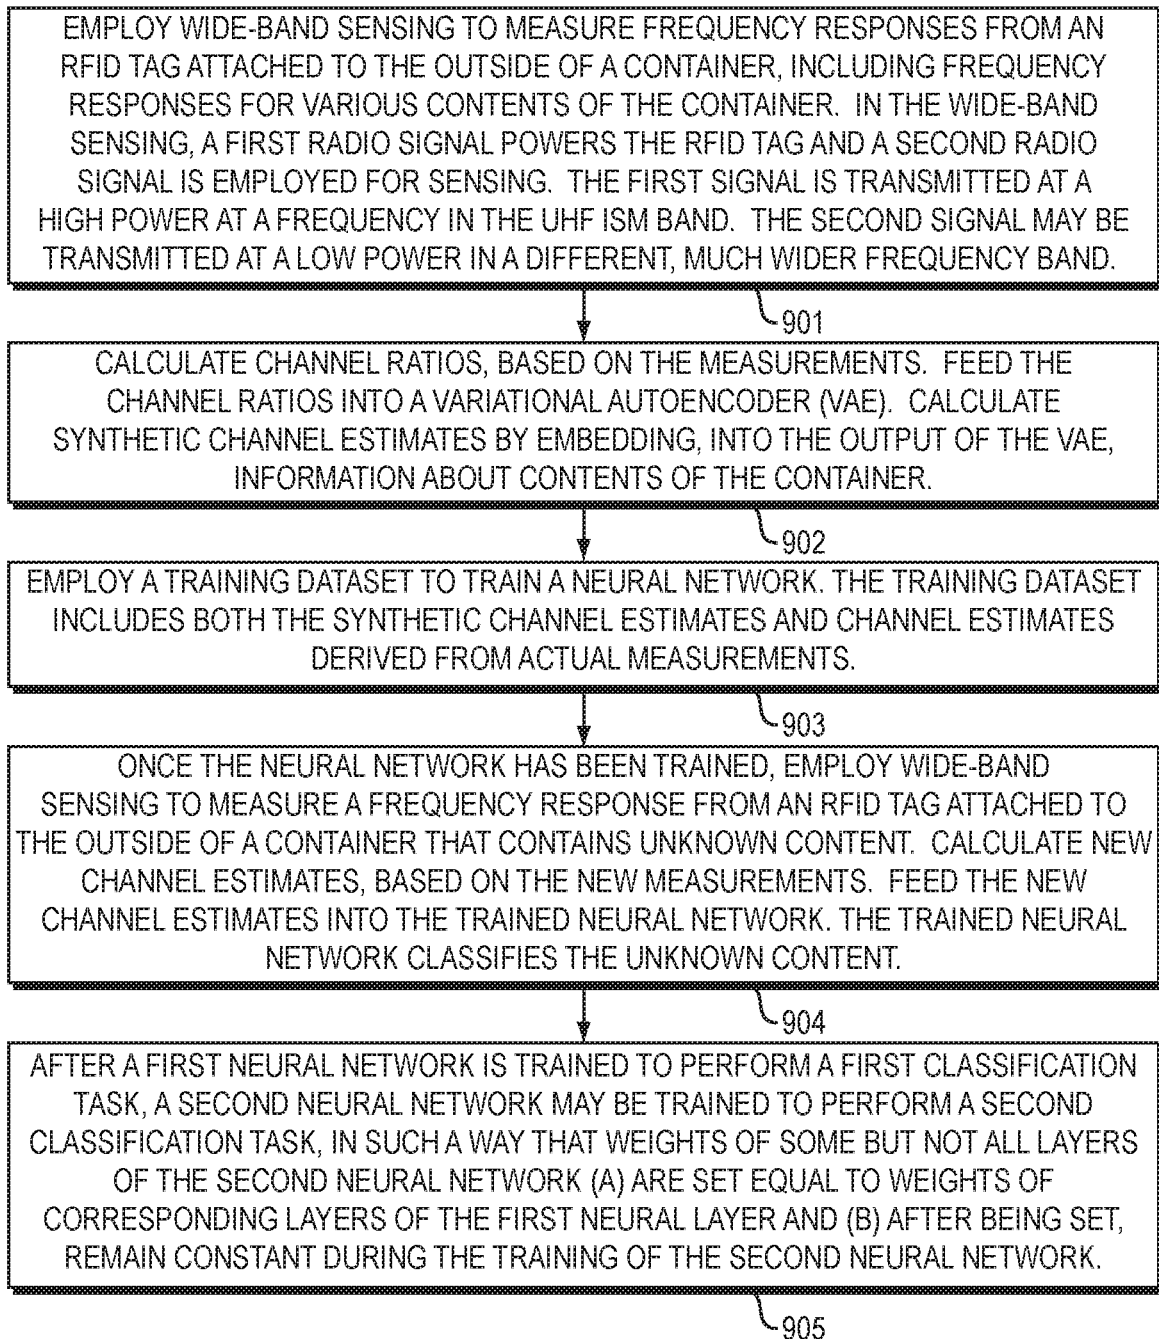 EMPLOY WIDE-BAND SENSING TO MEASURE FREQUENCY RESPONSES FROM AN
RFID TAG ATTACHED TO THE OUTSIDE OF A CONTAINER, INCLUDING FREQUENCY
RESPONSES FOR VARIOUS CONTENTS OF THE CONTAINER. IN THE WIDE-BAND
SENSING, A FIRST RADIO SIGNAL POWERS THE RFID TAG AND A SECOND RADIO
SIGNAL IS EMPLOYED FOR SENSING. THE FIRST SIGNAL IS TRANSMITTED AT A
HIGH POWER AT A FREQUENCY IN THE UHF ISM BAND. THE SECOND SIGNAL MAY BE
TRANSMITTED AT A LOW POWER IN A DIFFERENT, MUCH WIDER FREQUENCY BAND.
901
CALCULATE CHANNEL RATIOS, BASED ON THE MEASUREMENTS. FEED THE
CHANNEL RATIOS INTO A VARIATIONAL AUTOENCODER (VAE). CALCULATE
SYNTHETIC CHANNEL ESTIMATES BY EMBEDDING, INTO THE OUTPUT OF THE VAE,
INFORMATION ABOUT CONTENTS OF THE CONTAINER.
902
EMPLOY A TRAINING DATASET TO TRAIN A NEURAL NETWORK. THE TRAINING DATASET
INCLUDES BOTH THE SYNTHETIC CHANNEL ESTIMATES AND CHANNEL ESTIMATES
DERIVED FROM ACTUAL MEASUREMENTS.
903
ONCE THE NEURAL NETWORK HAS BEEN TRAINED, EMPLOY WIDE-BAND
SENSING TO MEASURE A FREQUENCY RESPONSE FROM AN RFID TAG ATTACHED TO
THE OUTSIDE OF A CONTAINER THAT CONTAINS UNKNOWN CONTENT. CALCULATE NEW
CHANNEL ESTIMATES, BASED ON THE NEW MEASUREMENTS. FEED THE NEW
CHANNEL ESTIMATES INTO THE TRAINED NEURAL NETWORK. THE TRAINED NEURAL
NETWORK CLASSIFIES THE UNKNOWN CONTENT.
904
AFTER A FIRST NEURAL NETWORK IS TRAINED TO PERFORM A FIRST CLASSIFICATION
TASK, A SECOND NEURAL NETWORK MAY BE TRAINED TO PERFORM A SECOND
CLASSIFICATION TASK, IN SUCH A WAY THAT WEIGHTS OF SOME BUT NOT ALL LAYERS
OF THE SECOND NEURAL NETWORK (A) ARE SET EQUAL TO WEIGHTS OF
CORRESPONDING LAYERS OF THE FIRST NEURAL LAYER AND (B) AFTER BEING SET,
REMAIN CONSTANT DURING THE TRAINING OF THE SECOND NEURAL NETWORK.
905